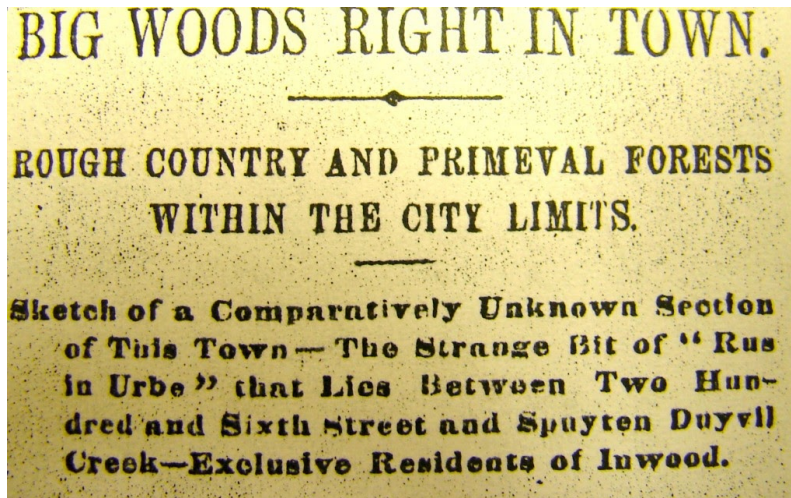 BIG WOODS RIGHT IN TOWN.
ROUGH COUNTRY AND PRIMEVAL FORESTS
WITHIN THE CITY LIMITS.
Sketch of a Comparatively Unknown Section
of This Town—The Strange Bit of "Rus
in Urbe" that Lies Between Two Hun-
dred and Sixth Street and Spuyten Duyvil
Creek—Exclusive Residents of Inwood.